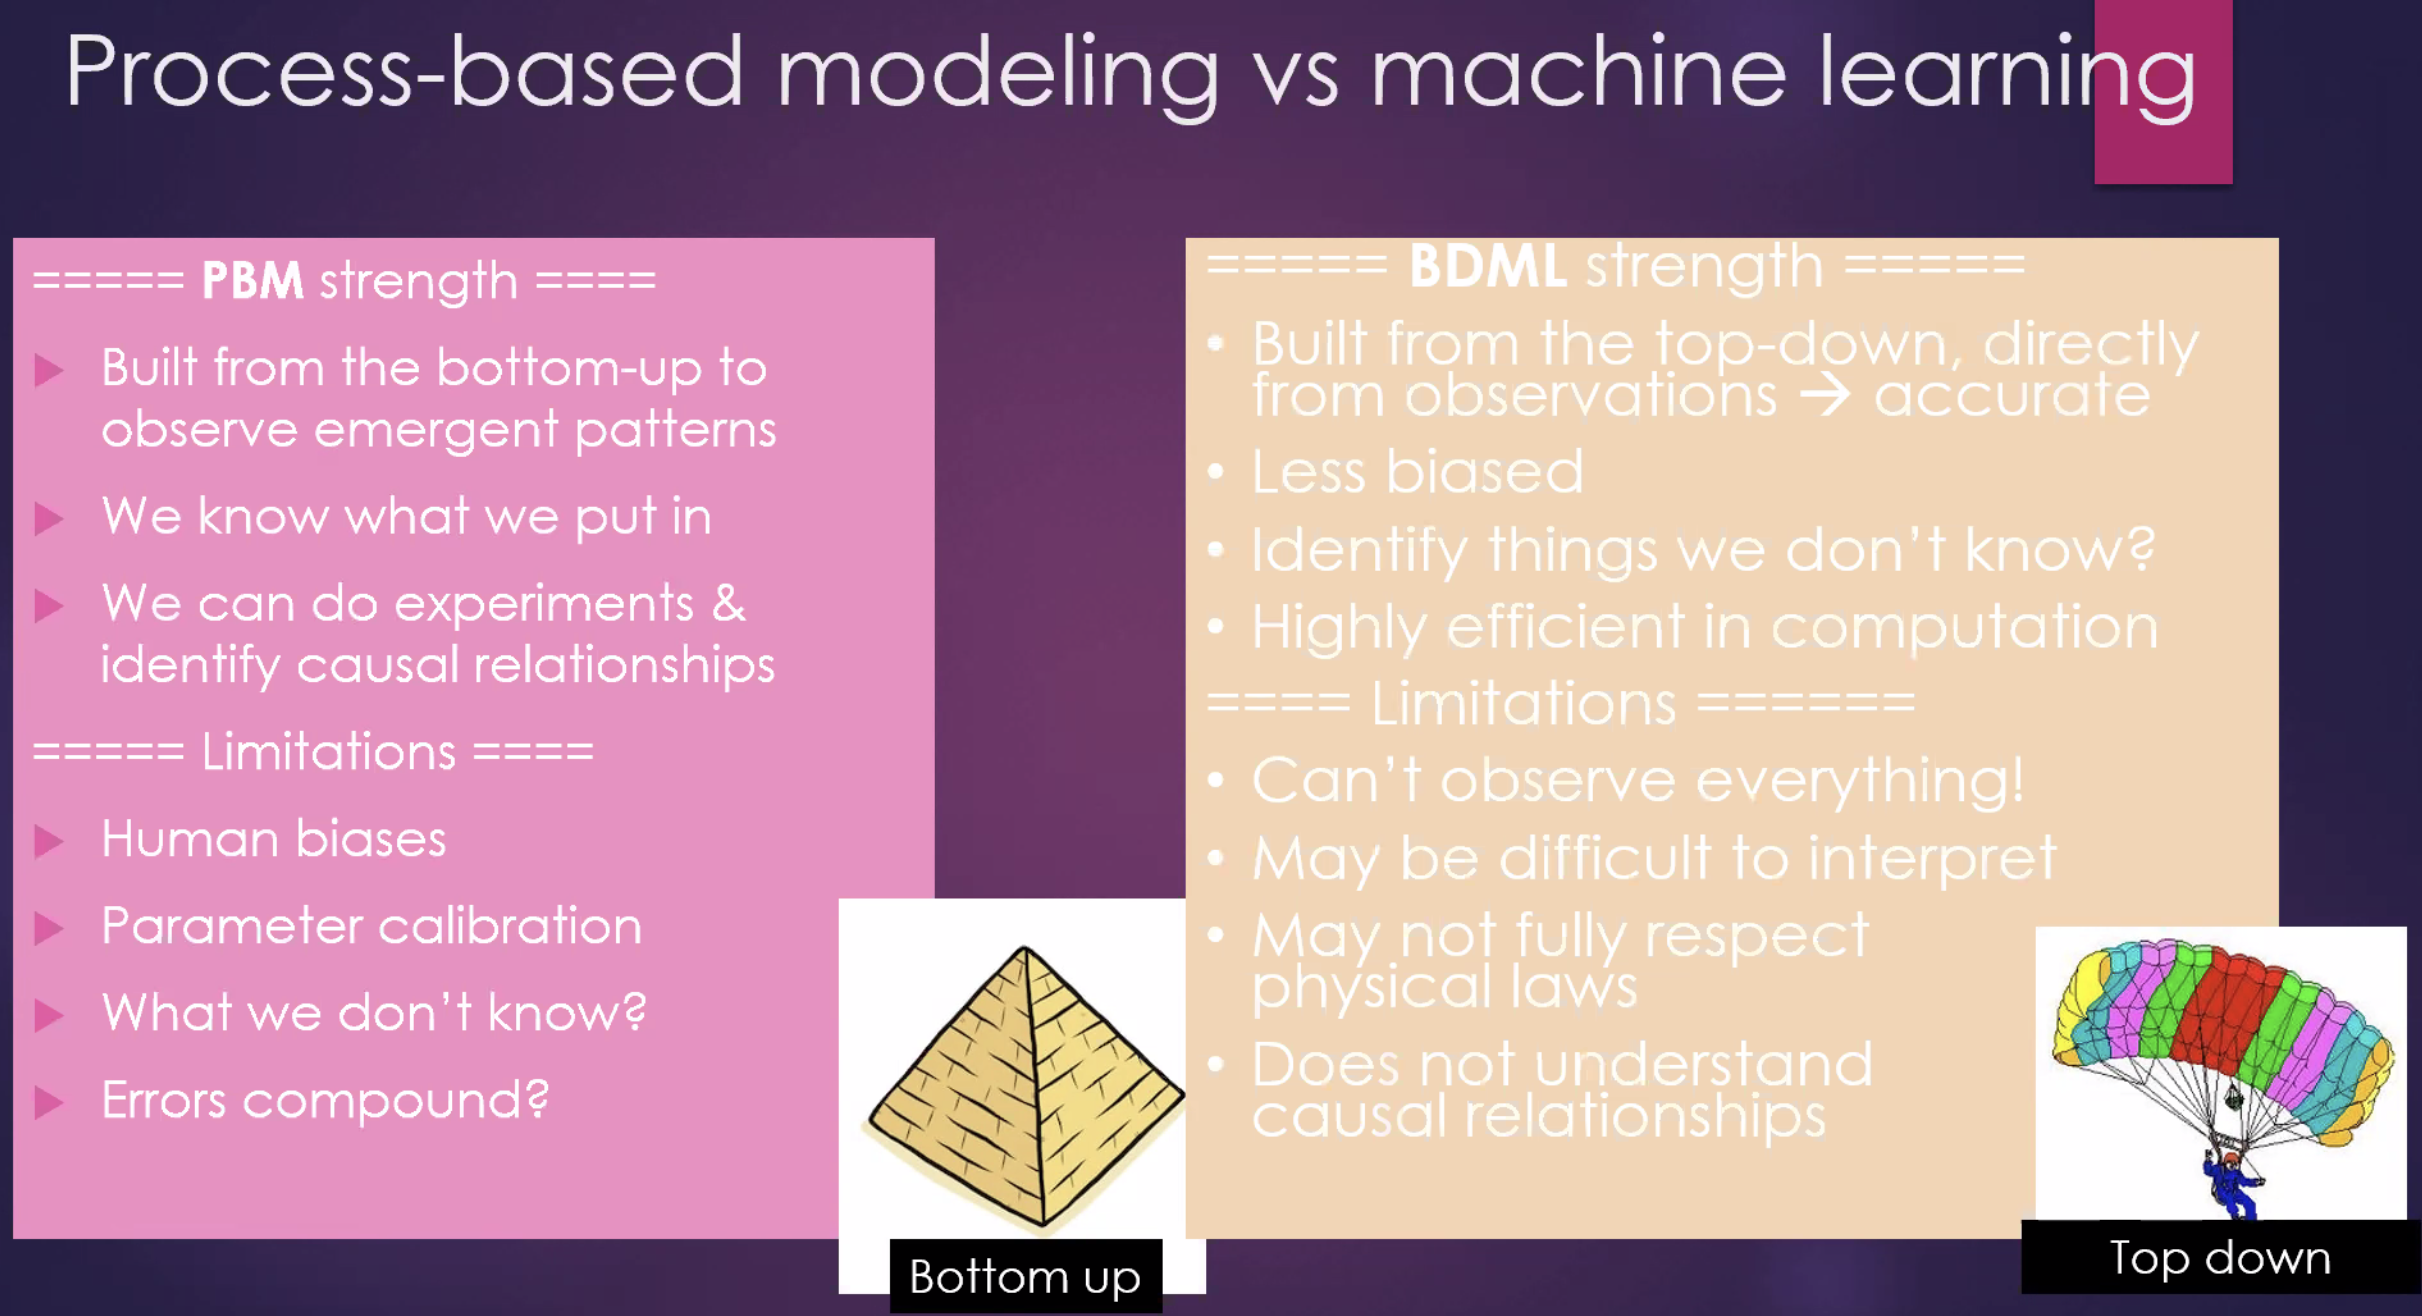 Process-based modeling vs machine learning
===== PBM strength ====
Built from the bottom-up to
observe emergent patterns
We know what we put in
We can do experiments &
identify causal relationships
===== Limitations ====
Human biases
Parameter calibration
What we don't know?
Errors compound?
Bottom up
===== BDML strength =====
• Built from the top-down, directly
from observations → accurate
• Less biased
• Identify things we don't know?
• Highly efficient in computation
==== Limitations ======
• Can't observe everything!
• May be difficult to interpret
• May not fully respect
physical laws
• Does not understand
causal relationships
Top down